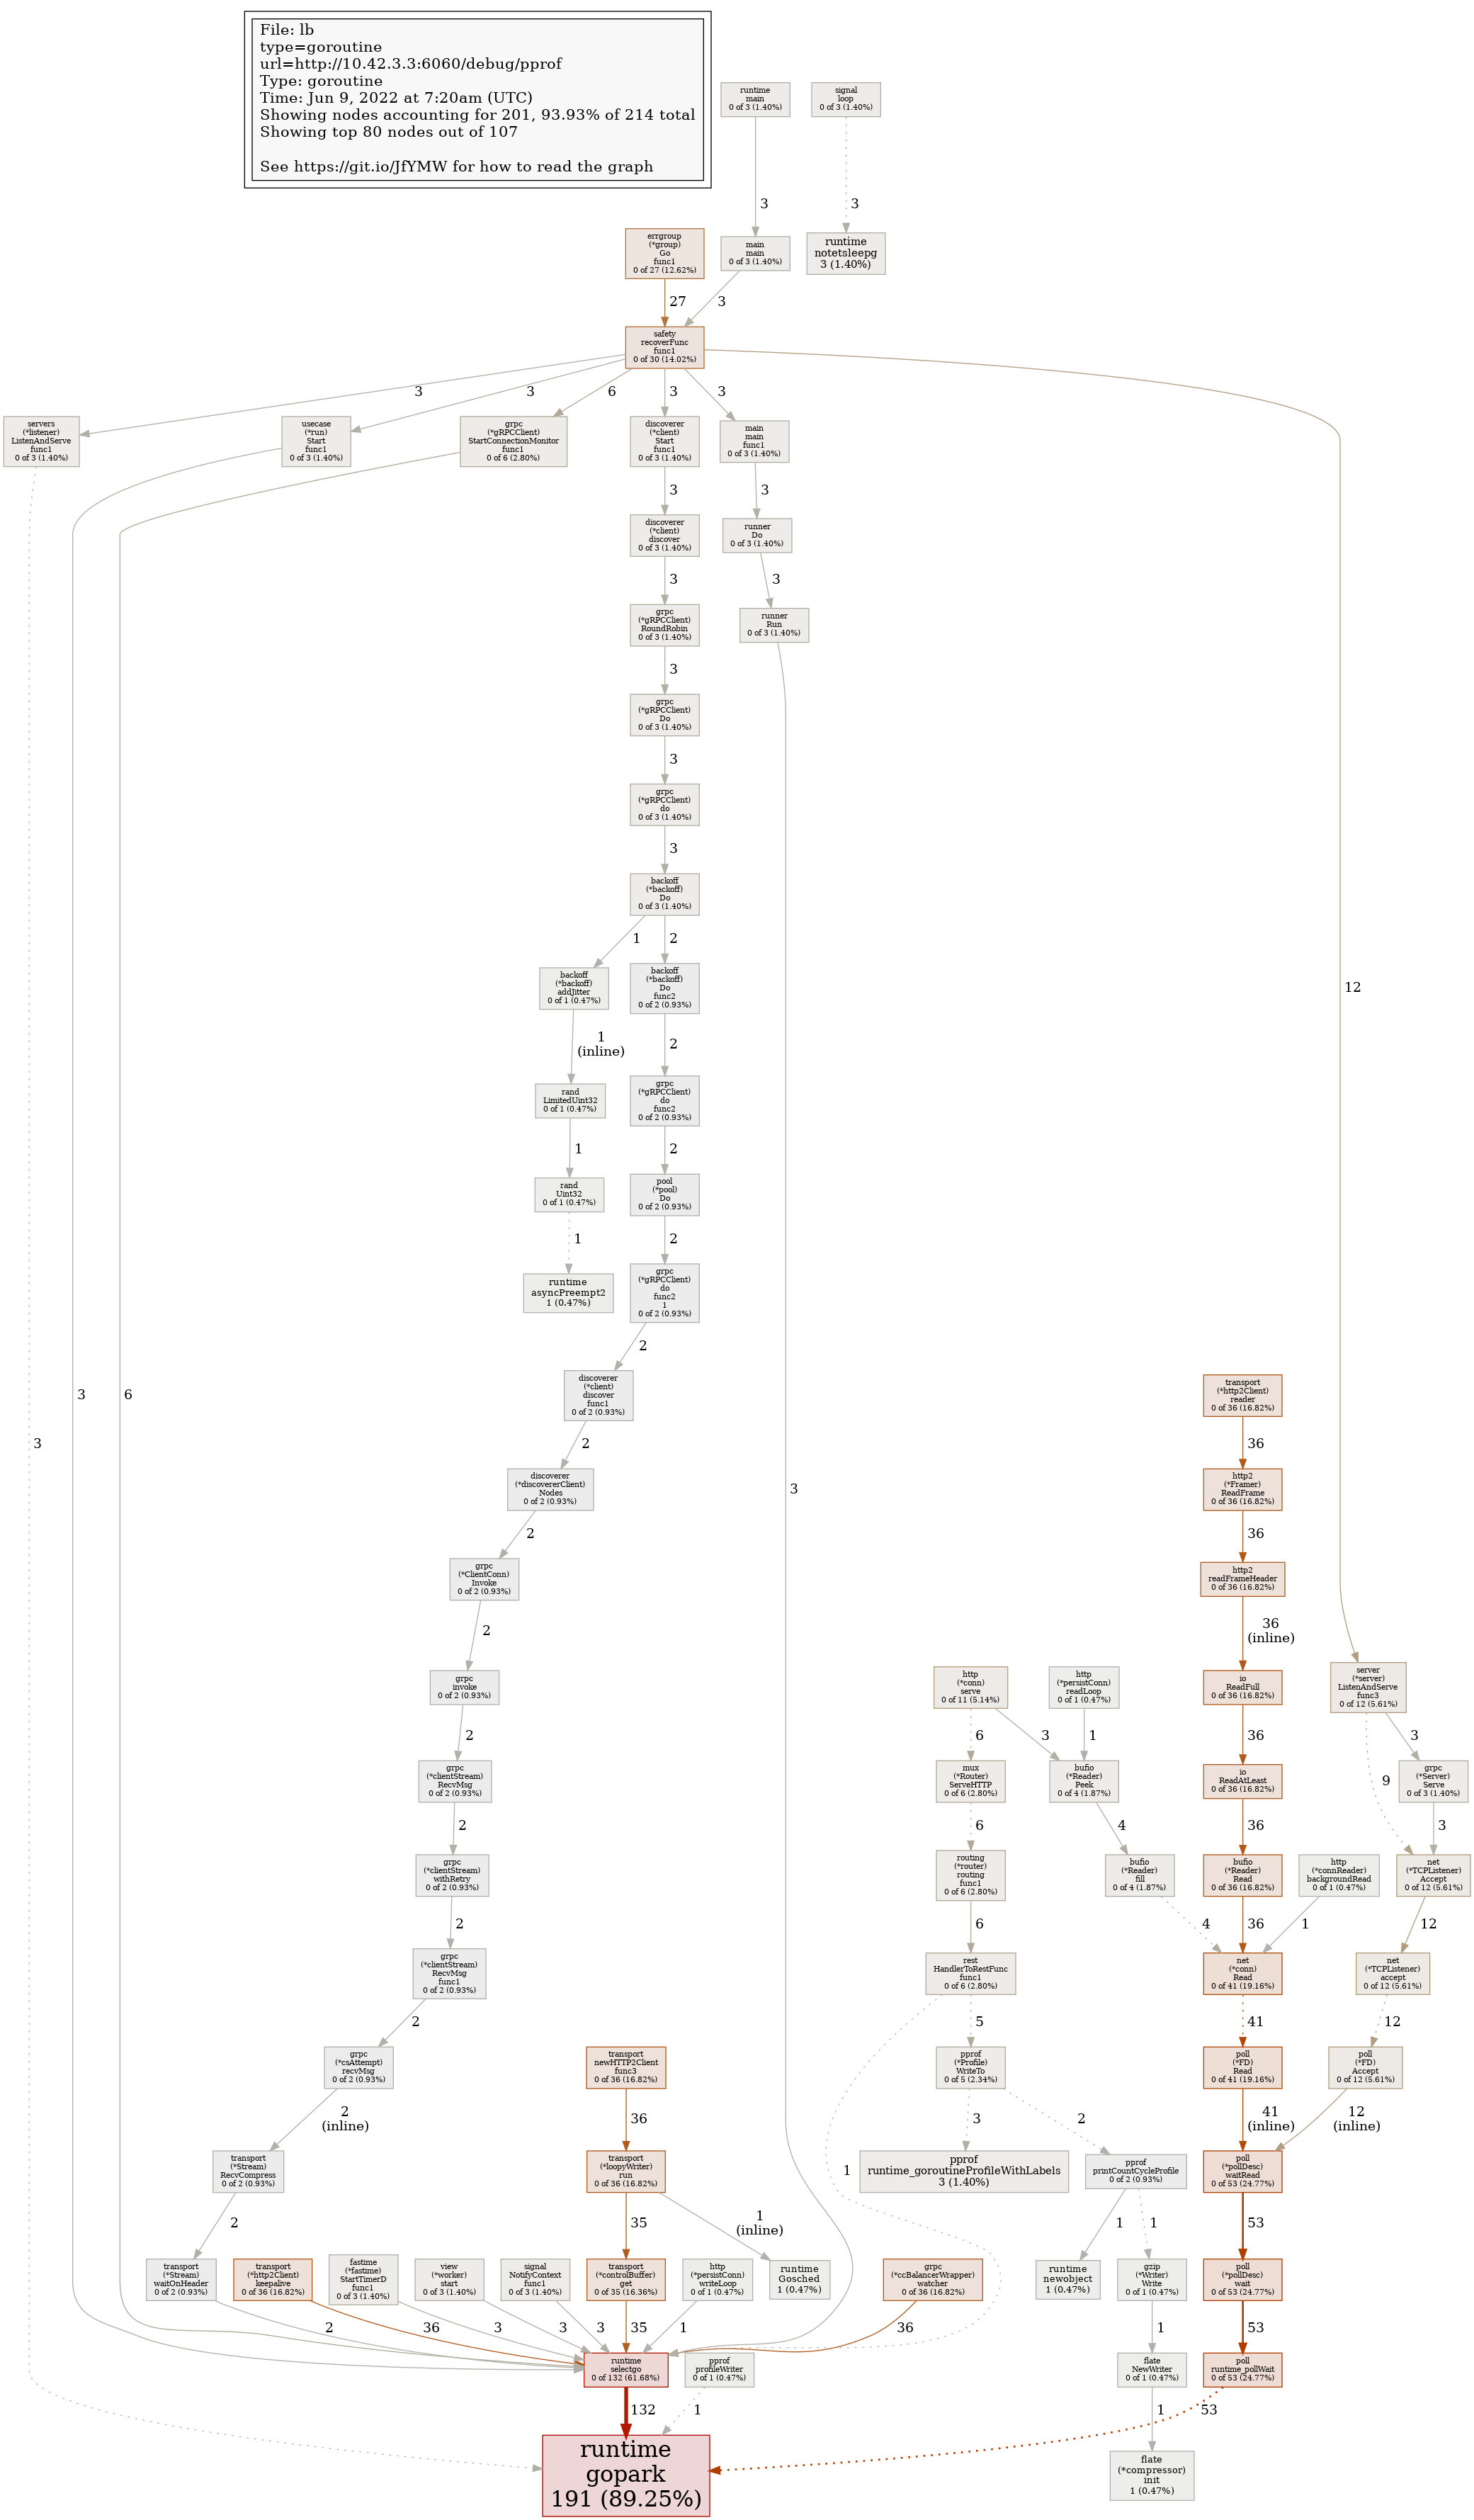 File: lb
type=goroutine
url=http://10.42.3.3:6060/debug/pprof
Type: goroutine
Time: Jun 9, 2022 at 7:20am (UTC)
Showing nodes accounting for 201, 93.93% of 214 total
Showing top 80 nodes out of 107
See https://git.io/JfYMW for how to read the graph
runtime
main
0 of 3 (1.40%)
signal
loop
0 of 3 (1.40%)
3
3
errgroup
(*group)
Go
func1
0 of 27 (12.62%)
main
main
0 of 3 (1.40%)
runtime
notetsleepg
3 (1.40%)
27
3
safety
recoverFunc
func1
0 of 30 (14.02%)
3
3
6
3
3
12
servers
(*listener)
ListenAndServe
func1
0 of 3 (1.40%)
usecase
(*run)
Start
func1
0 of 3 (1.40%)
grpc
(*gRPCClient)
StartConnectionMonitor
func1
0 of 6 (2.80%)
discoverer
(*client)
Start
func1
0 of 3 (1.40%)
main
main
func1
0 of 3 (1.40%)
3
3
discoverer
(*client)
discover
0 of 3 (1.40%)
runner
Do
0 of 3 (1.40%)
3
3
grpc
(*gRPCClient)
RoundRobin
0 of 3 (1.40%)
runner
Run
0 of 3 (1.40%)
3
grpc
(*gRPCClient)
Do
0 of 3 (1.40%)
3
grpc
(*gRPCClient)
do
0 of 3 (1.40%)
3
backoff
(*backoff)
Do
0 of 3 (1.40%)
1
2
backoff
(*backoff)
addJitter
0 of 1 (0.47%)
backoff
(*backoff)
Do
func2
0 of 2 (0.93%)
1
(inline)
2
rand
LimitedUint32
0 of 1 (0.47%)
grpc
(*gRPCClient)
do
func2
0 of 2 (0.93%)
1
2
rand
Uint32
0 of 1 (0.47%)
pool
(*pool)
Do
0 of 2 (0.93%)
1
2
runtime
asyncPreempt2
1 (0.47%)
grpc
(*gRPCClient)
do
func2
1
0 of 2 (0.93%)
2
3
6
3
3
discoverer
(*client)
discover
func1
0 of 2 (0.93%)
transport
(*http2Client)
reader
0 of 36 (16.82%)
2
36
discoverer
(*discovererClient)
Nodes
0 of 2 (0.93%)
http2
(*Framer)
ReadFrame
0 of 36 (16.82%)
2
36
grpc
(*ClientConn)
Invoke
0 of 2 (0.93%)
http2
readFrameHeader
0 of 36 (16.82%)
2
36
(inline)
grpc
invoke
0 of 2 (0.93%)
http
(*conn)
serve
0 of 11 (5.14%)
http
(*persistConn)
readLoop
0 of 1 (0.47%)
io
ReadFull
0 of 36 (16.82%)
server
(*server)
ListenAndServe
func3
0 of 12 (5.61%)
2
6
3
1
36
9
3
grpc
(*clientStream)
RecvMsg
0 of 2 (0.93%)
mux
(*Router)
ServeHTTP
0 of 6 (2.80%)
bufio
(*Reader)
Peek
0 of 4 (1.87%)
io
ReadAtLeast
0 of 36 (16.82%)
grpc
(*Server)
Serve
0 of 3 (1.40%)
2
6
4
36
3
grpc
(*clientStream)
withRetry
0 of 2 (0.93%)
routing
(*router)
routing
func1
0 of 6 (2.80%)
bufio
(*Reader)
fill
0 of 4 (1.87%)
bufio
(*Reader)
Read
0 of 36 (16.82%)
http
(*connReader)
backgroundRead
0 of 1 (0.47%)
net
(*TCPListener)
Accept
0 of 12 (5.61%)
2
6
4
36
1
12
grpc
(*clientStream)
RecvMsg
func1
0 of 2 (0.93%)
rest
HandlerToRestFunc
func1
0 of 6 (2.80%)
net
(*conn)
Read
0 of 41 (19.16%)
net
(*TCPListener)
accept
0 of 12 (5.61%)
2
5
41
12
grpc
(*csAttempt)
recvMsg
0 of 2 (0.93%)
transport
newHTTP2Client
func3
0 of 36 (16.82%)
pprof
(*Profile)
WriteTo
0 of 5 (2.34%)
poll
(*FD)
Read
0 of 41 (19.16%)
poll
(*FD)
Accept
0 of 12 (5.61%)
2
(inline)
36
3
2
41
(inline)
12
(inline)
transport
(*Stream)
RecvCompress
0 of 2 (0.93%)
transport
(*loopyWriter)
run
0 of 36 (16.82%)
1
pprof
runtime_goroutineProfileWithLabels
3 (1.40%)
pprof
printCountCycleProfile
0 of 2 (0.93%)
poll
(*pollDesc)
waitRead
0 of 53 (24.77%)
2
35
1
(inline)
1
1
53
transport
(*Stream)
waitOnHeader
0 of 2 (0.93%)
transport
(*http2Client)
keepalive
0 of 36 (16.82%)
fastime
(*fastime)
StartTimerD
func1
0 of 3 (1.40%)
view
(*worker)
start
0 of 3 (1.40%)
signal
NotifyContext
func1
0 of 3 (1.40%)
transport
(*controlBuffer)
get
0 of 35 (16.36%)
http
(*persistConn)
writeLoop
0 of 1 (0.47%)
runtime
Gosched
1 (0.47%)
grpc
(*ccBalancerWrapper)
watcher
0 of 36 (16.82%)
runtime
newobject
1 (0.47%)
gzip
(*Writer)
Write
0 of 1 (0.47%)
poll
(*pollDesc)
wait
0 of 53 (24.77%)
2
36
3
3
3
35
1
36
1
53
runtime
selectgo
0 of 132 (61.68%)
pprof
profileWriter
0 of 1 (0.47%)
flate
NewWriter
0 of 1 (0.47%)
poll
runtime_pollWait
0 of 53 (24.77%)
132
1
1
53
runtime
gopark
191 (89.25%)
flate
(*compressor)
init
1 (0.47%)